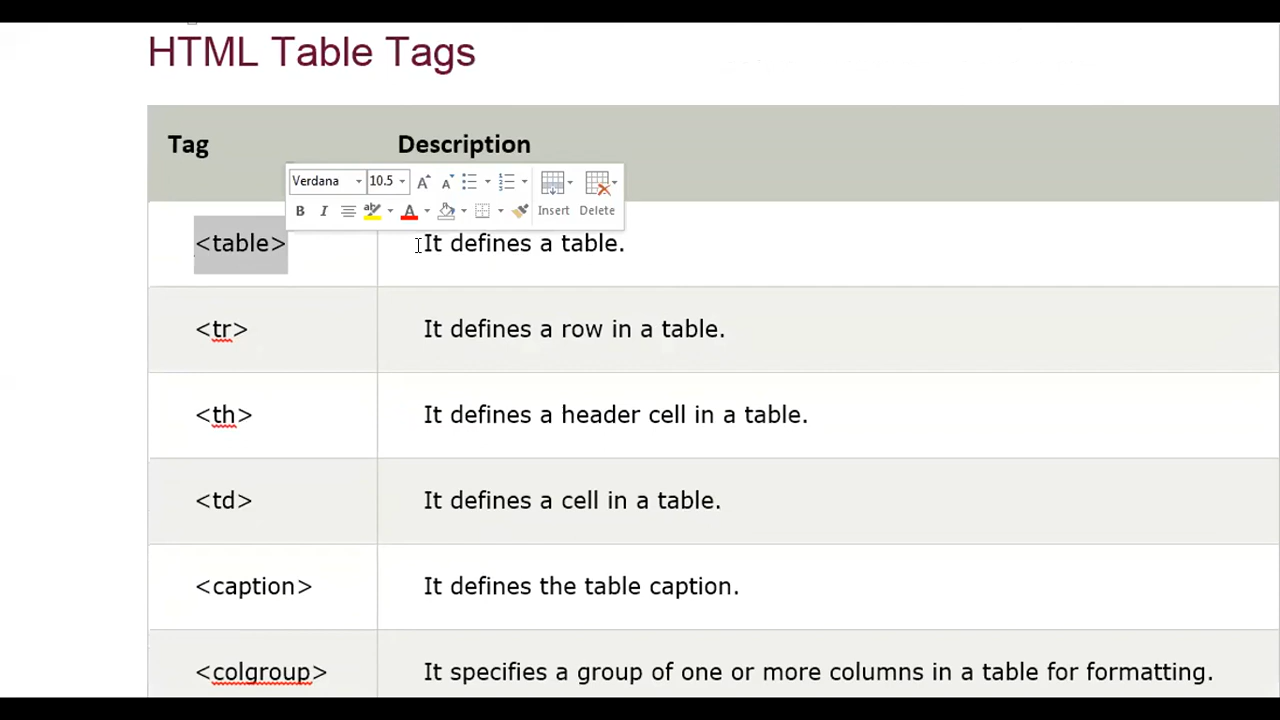 HTML Table Tags
Tag Description
Verdana 10.5
B I ab A Insert Delete
<table> It defines a table.
<tr> It defines a row in a table.
<th> It defines a header cell in a table.
<td> It defines a cell in a table.
<caption> It defines the table caption.
<colgroup> It specifies a group of one or more columns in a table for formatting.